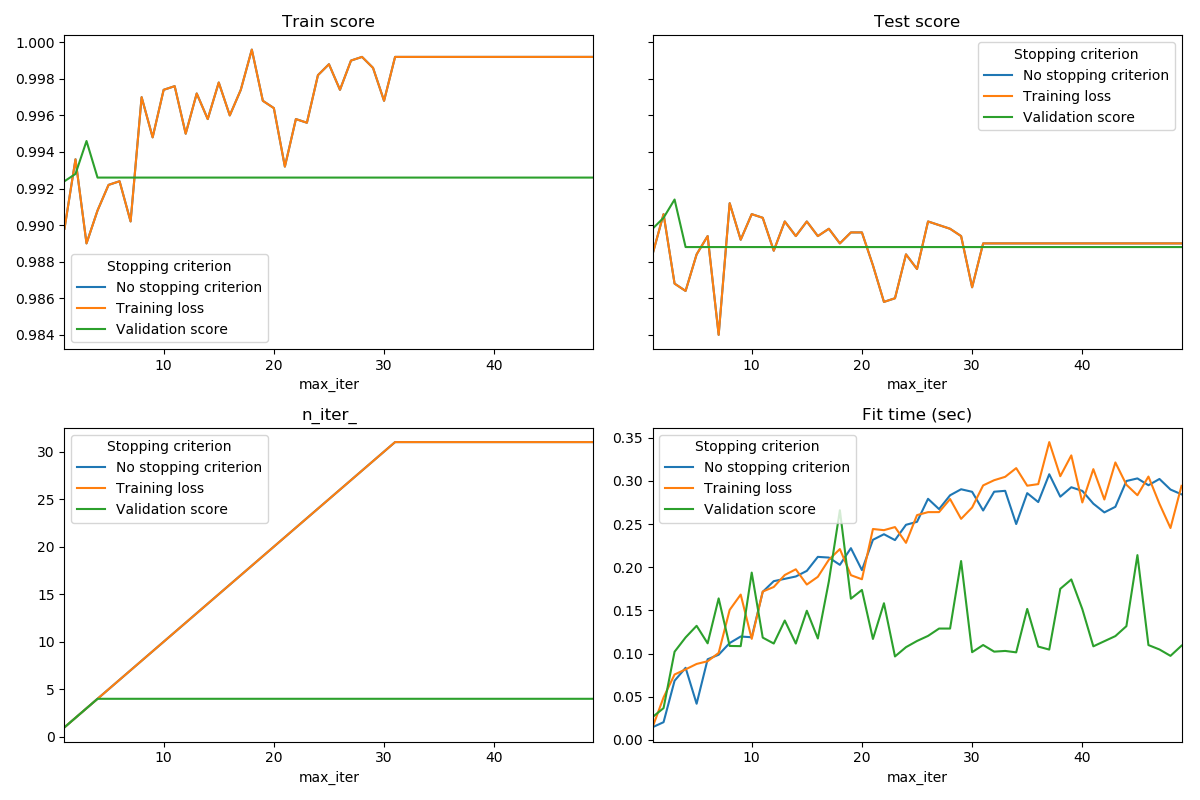 Train score
1.000
0.998
0.996
0.994
0.992
0.990
0.988
0.986
0.984
Stopping criterion
No stopping criterion
Training loss
Validation score
10
20
30
40
max_iter
Test score
Stopping criterion
No stopping criterion
Training loss
Validation score
10
20
30
40
max_iter
n_iter_
30
25
20
15
10
5
0
Stopping criterion
No stopping criterion
Training loss
Validation score
10
20
30
40
max_iter
Fit time (sec)
0.35
0.30
0.25
0.20
0.15
0.10
0.05
0.00
Stopping criterion
No stopping criterion
Training loss
Validation score
10
20
30
40
max_iter